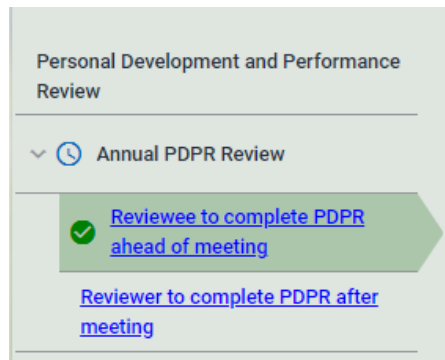 Personal Development and Performance
Review
Annual PDPR Review
Reviewee to complete PDPR
ahead of meeting
Reviewer to complete PDPR after
meeting